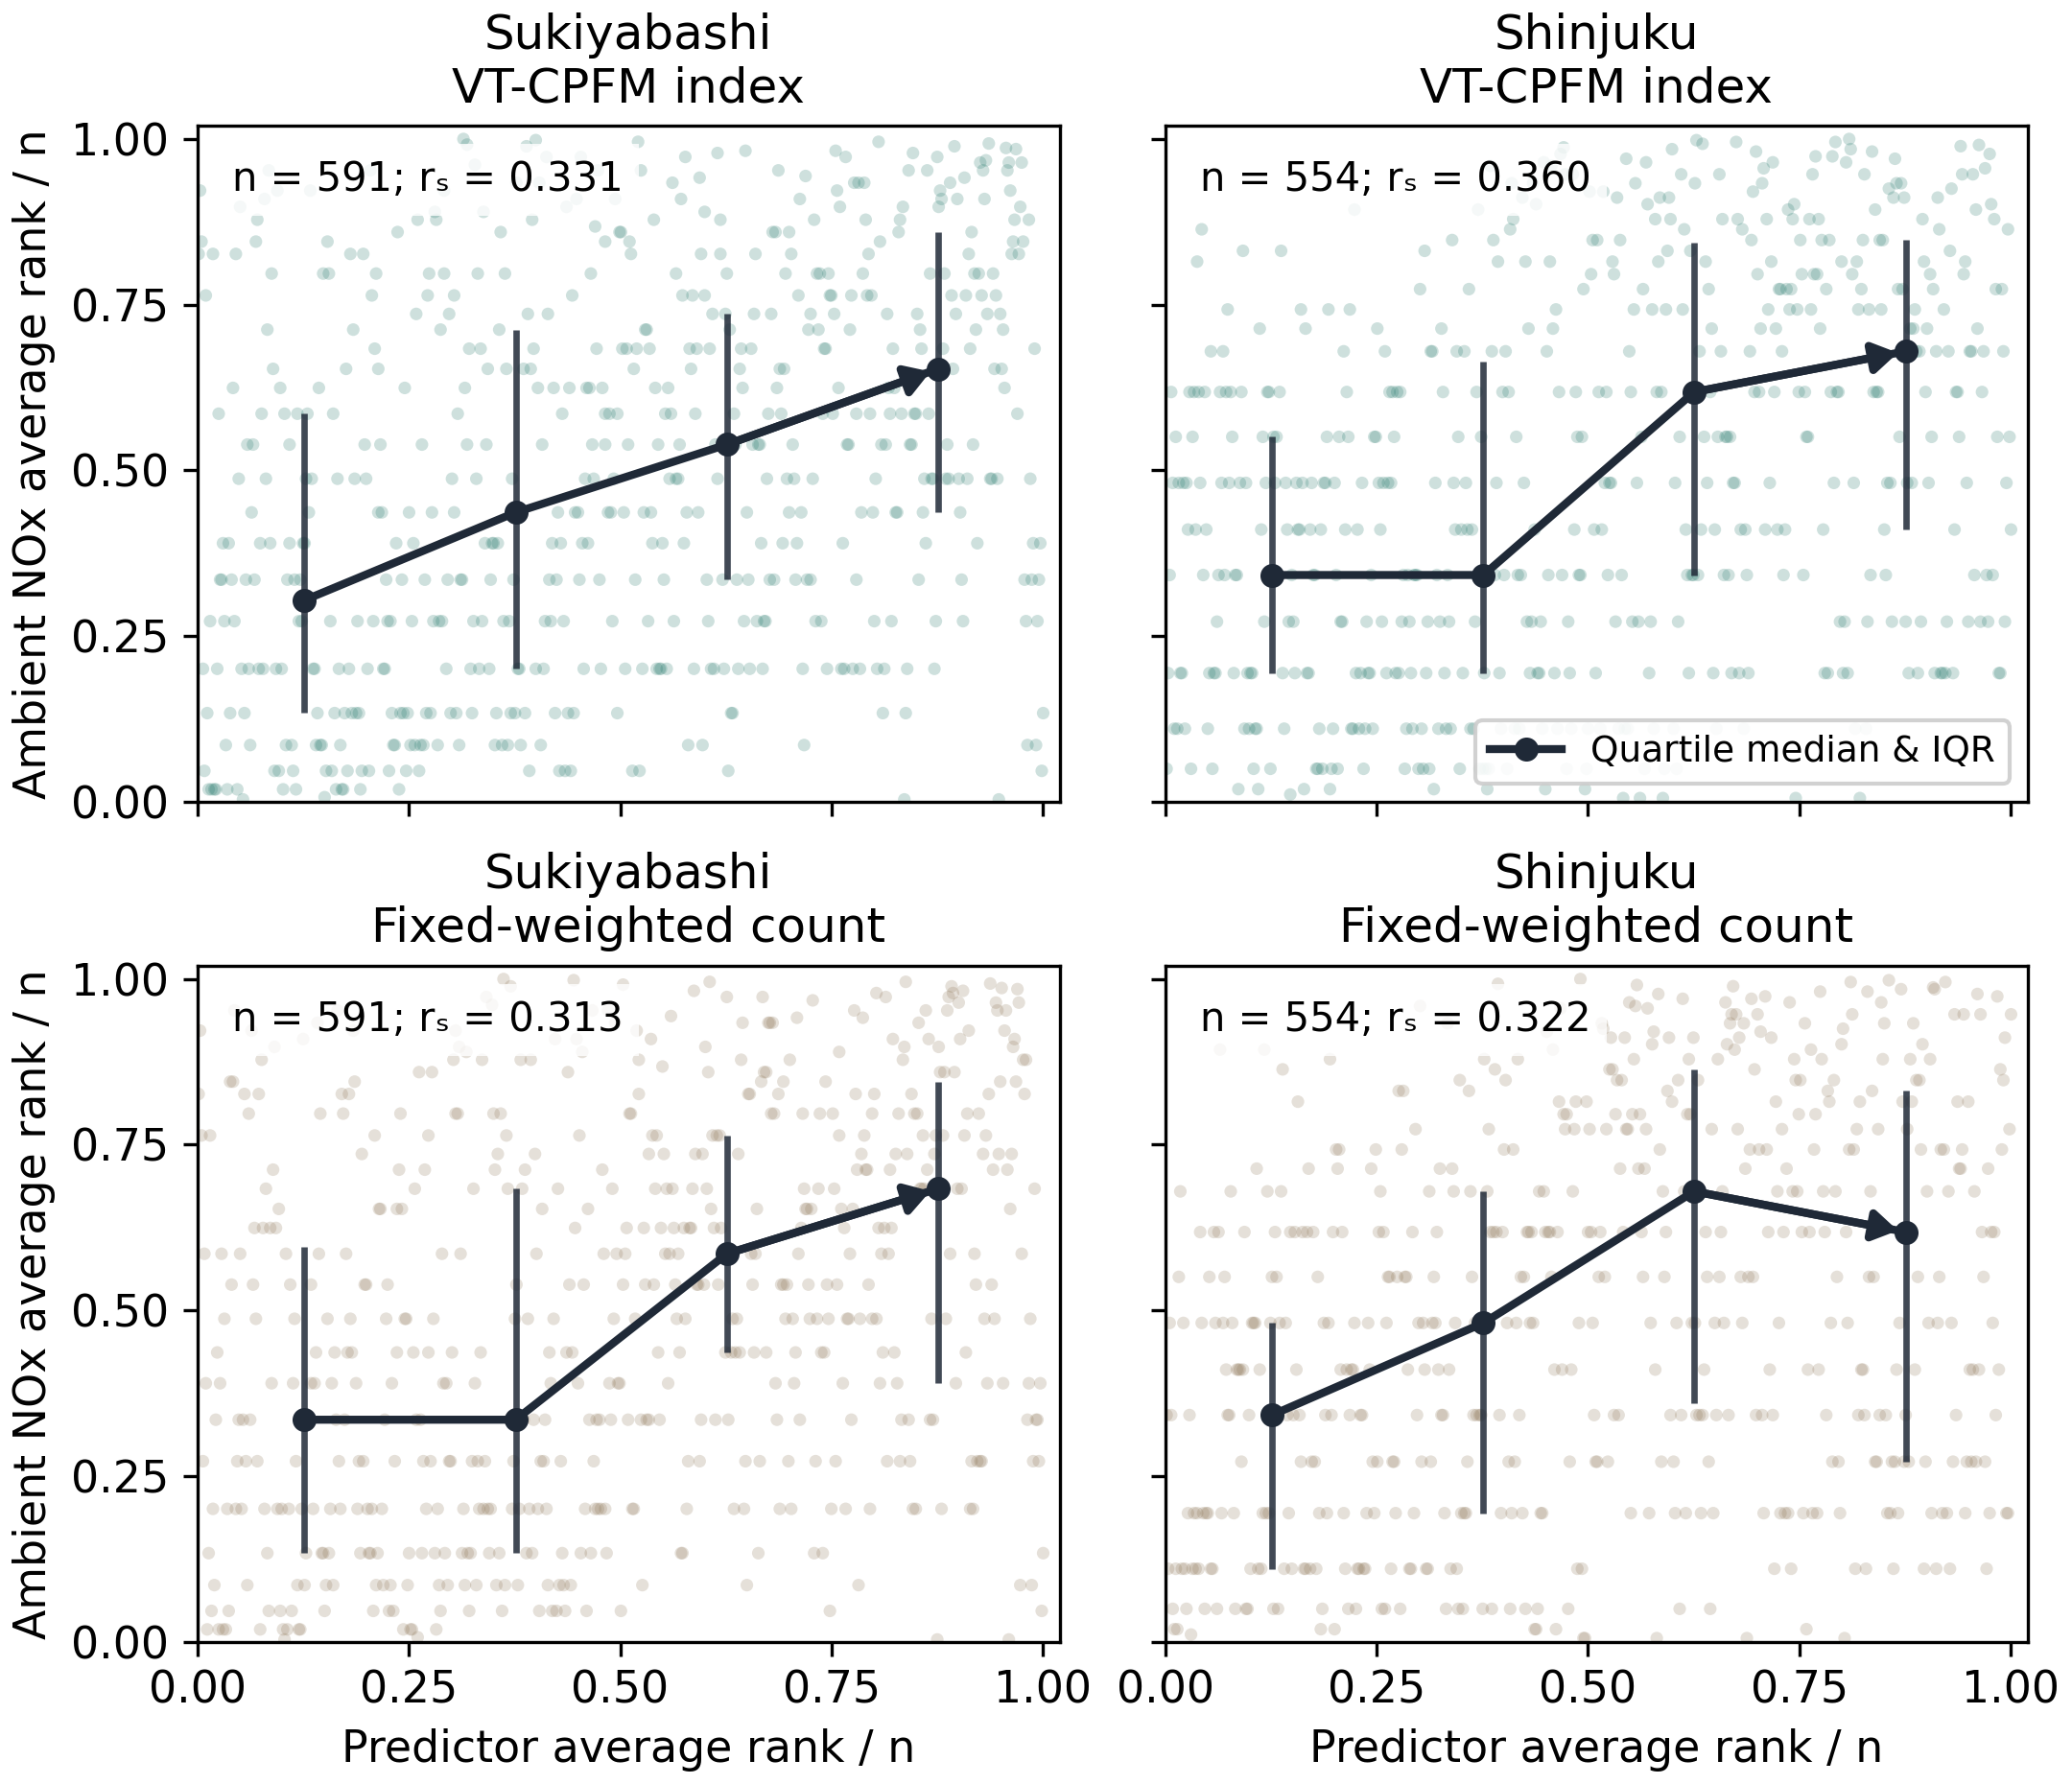 Sukiyabashi
VT-CPFM index
Shinjuku
VT-CPFM index
Ambient NOx average rank / n
1.00
0.75
0.50
0.25
0.00
n = 591; rₛ = 0.331
n = 554; rₛ = 0.360
Quartile median & IQR
Sukiyabashi
Fixed-weighted count
Shinjuku
Fixed-weighted count
Ambient NOx average rank / n
1.00
0.75
0.50
0.25
0.00
n = 591; rₛ = 0.313
n = 554; rₛ = 0.322
0.00 0.25 0.50 0.75 1.00
0.00 0.25 0.50 0.75 1.00
Predictor average rank / n
Predictor average rank / n